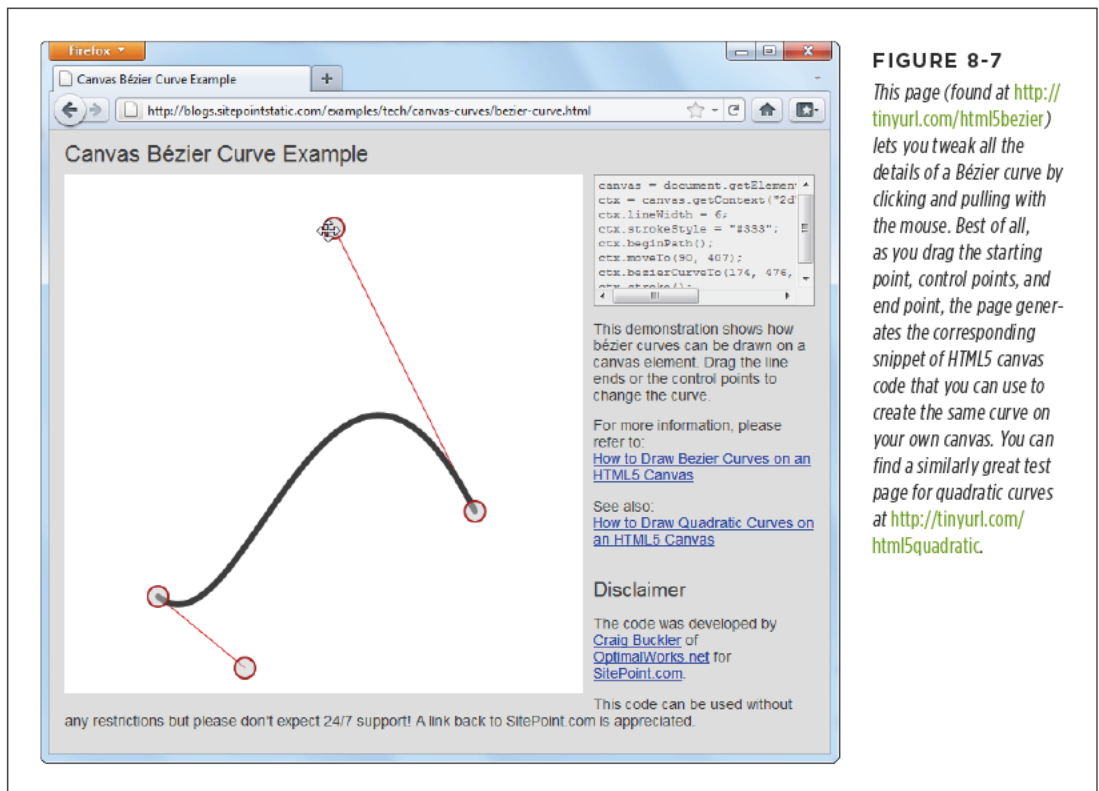 Firefox
Canvas Bézier Curve Example
http://blogs.sitepointstatic.com/examples/tech/canvas-curves/bezier-curve.html
Canvas Bézier Curve Example
canvas = document.getElemen
ctx = canvas.getContext("2d"
ctx.lineWidth = 6;
ctx.strokeStyle = "#333";
ctx.beginPath();
ctx.moveTo(90, 407);
ctx.bezierCurveTo(174, 476,
ctx.stroke();
This demonstration shows how
bézier curves can be drawn on a
canvas element. Drag the line
ends or the control points to
change the curve.
For more information, please
refer to:
How to Draw Bezier Curves on an
HTML5 Canvas
See also:
How to Draw Quadratic Curves on
an HTML5 Canvas
Disclaimer
The code was developed by
Craig Buckler of
OptimalWorks.net for
SitePoint.com.
This code can be used without
any restrictions but please don't expect 24/7 support! A link back to SitePoint.com is appreciated.
FIGURE 8-7
This page (found at http://
tinyurl.com/html5bezier)
lets you tweak all the
details of a Bézier curve by
clicking and pulling with
the mouse. Best of all,
as you drag the starting
point, control points, and
end point, the page gener-
ates the corresponding
snippet of HTML5 canvas
code that you can use to
create the same curve on
your own canvas. You can
find a similarly great test
page for quadratic curves
at http://tinyurl.com/
html5quadratic.